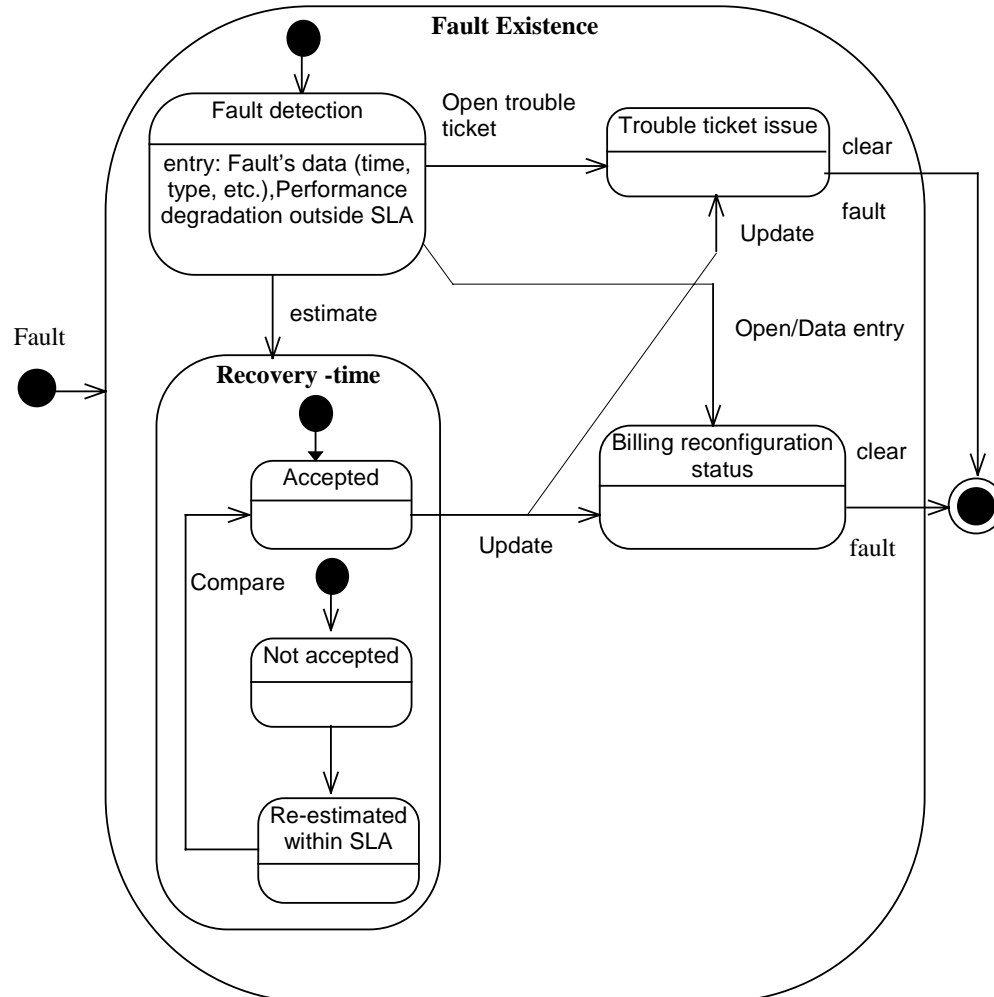 Fault Existence
Fault detection
entry: Fault's data (time,
type, etc.),Performance
degradation outside SLA
Open trouble
ticket
Trouble ticket issue
clear
fault
Update
estimate
Open/Data entry
Fault
Recovery -time
Accepted
Billing reconfiguration
status
clear
Update
fault
Compare
Not accepted
Re-estimated
within SLA